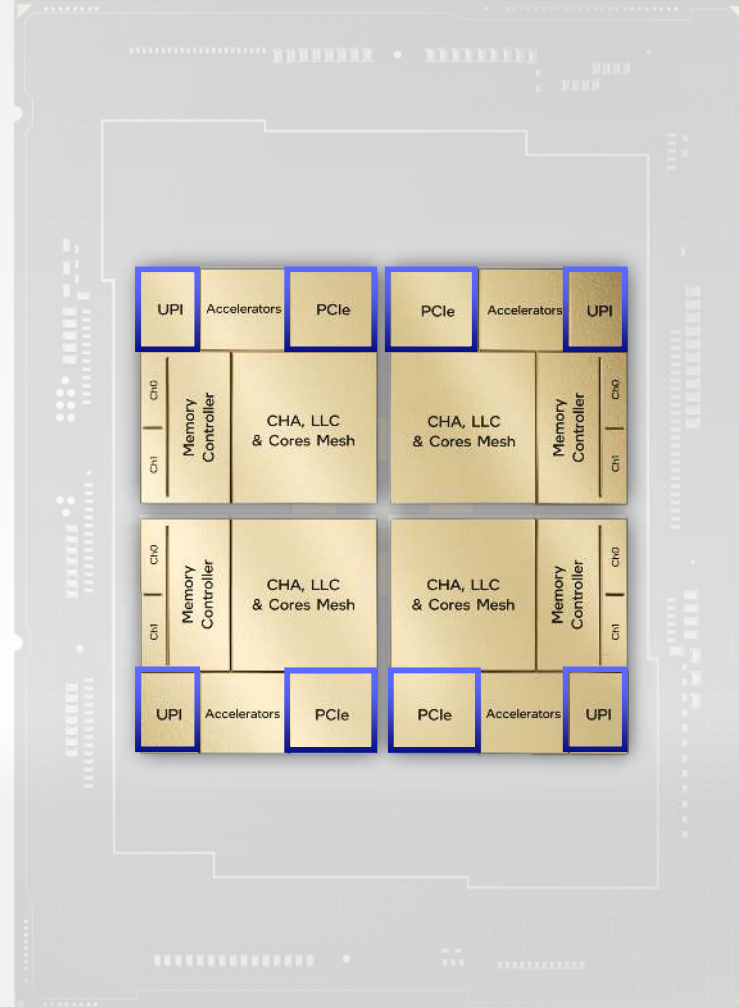 UPI
Accelerators
PCIe
PCIe
Accelerators
UPI
Ch0
Ch1
Memory
Controller
CHA, LLC
& Cores Mesh
CHA, LLC
& Cores Mesh
Memory
Controller
Ch0
Ch1
Ch0
Ch1
Memory
Controller
CHA, LLC
& Cores Mesh
CHA, LLC
& Cores Mesh
Memory
Controller
Ch0
Ch1
UPI
Accelerators
PCIe
PCIe
Accelerators
UPI